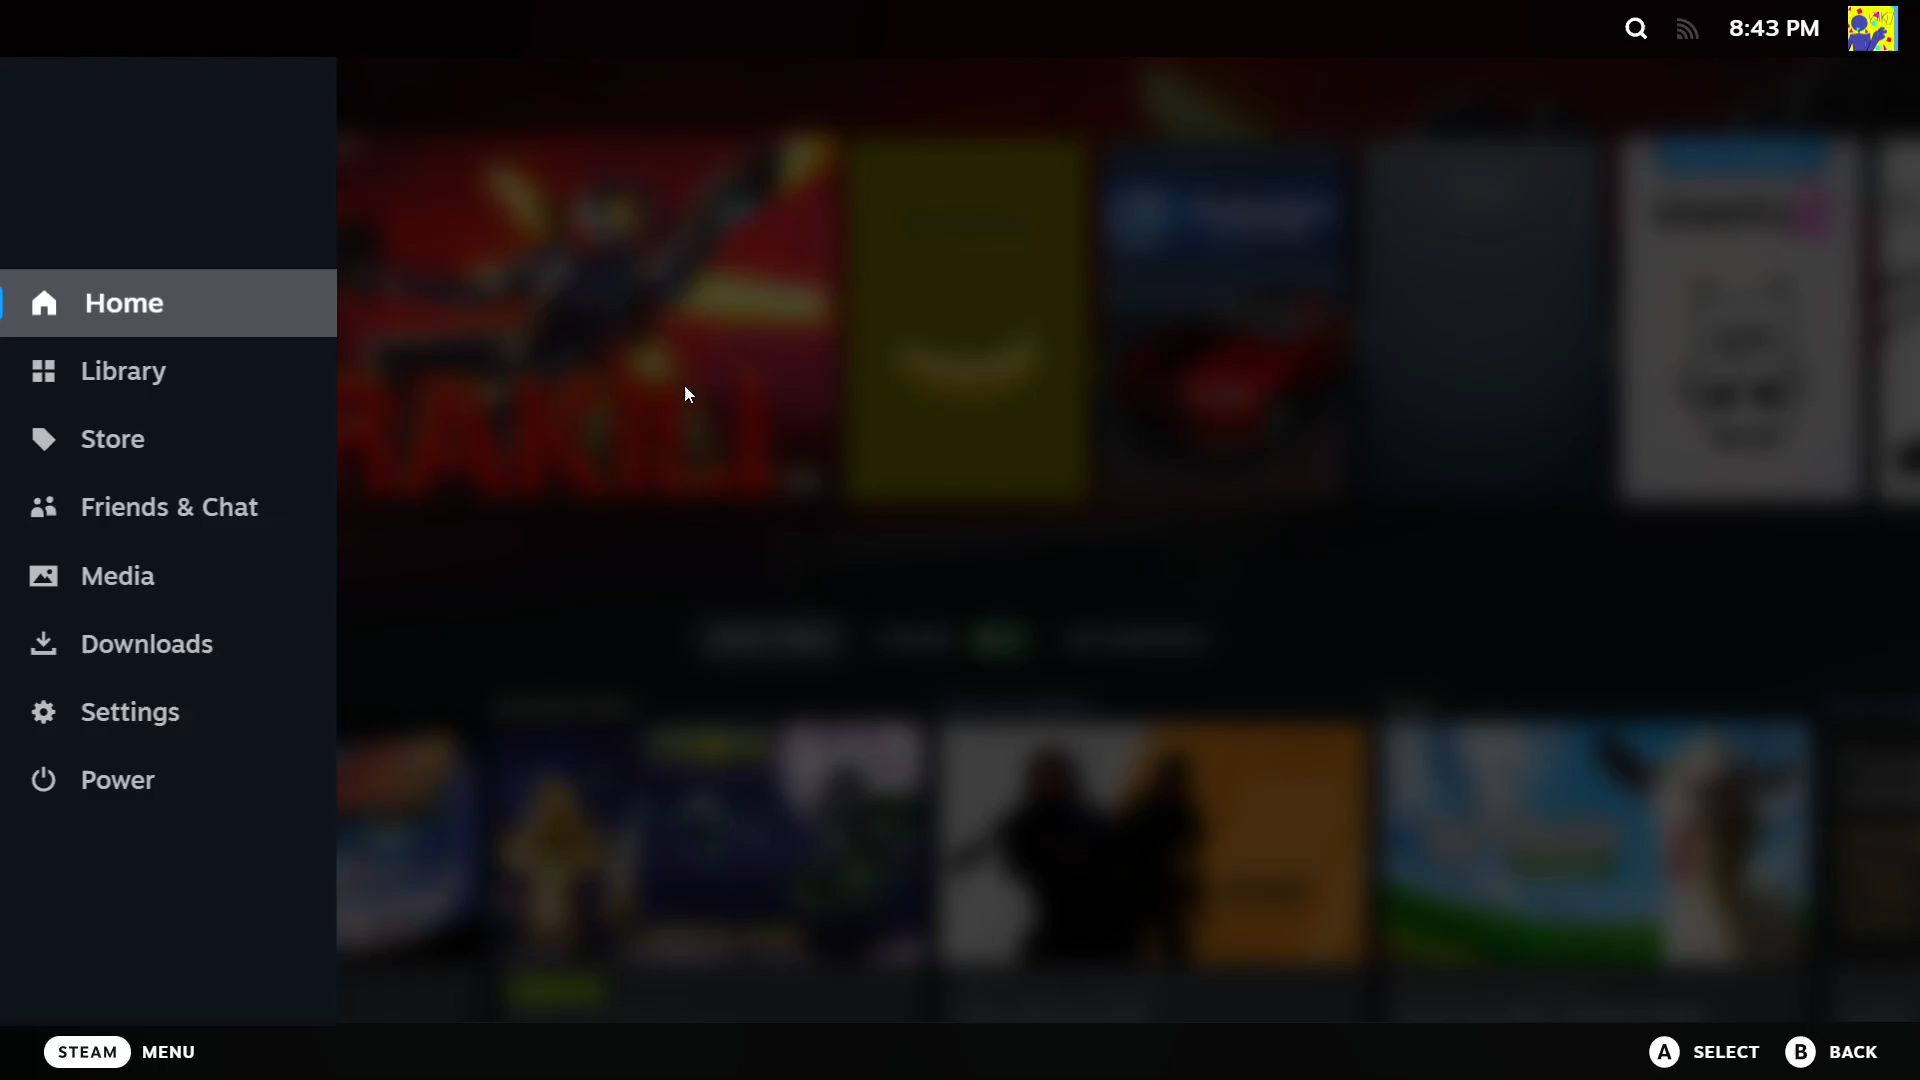 8:43 PM
Home
Library
Store
Friends & Chat
Media
Downloads
Settings
Power
STEAM MENU
A SELECT B BACK